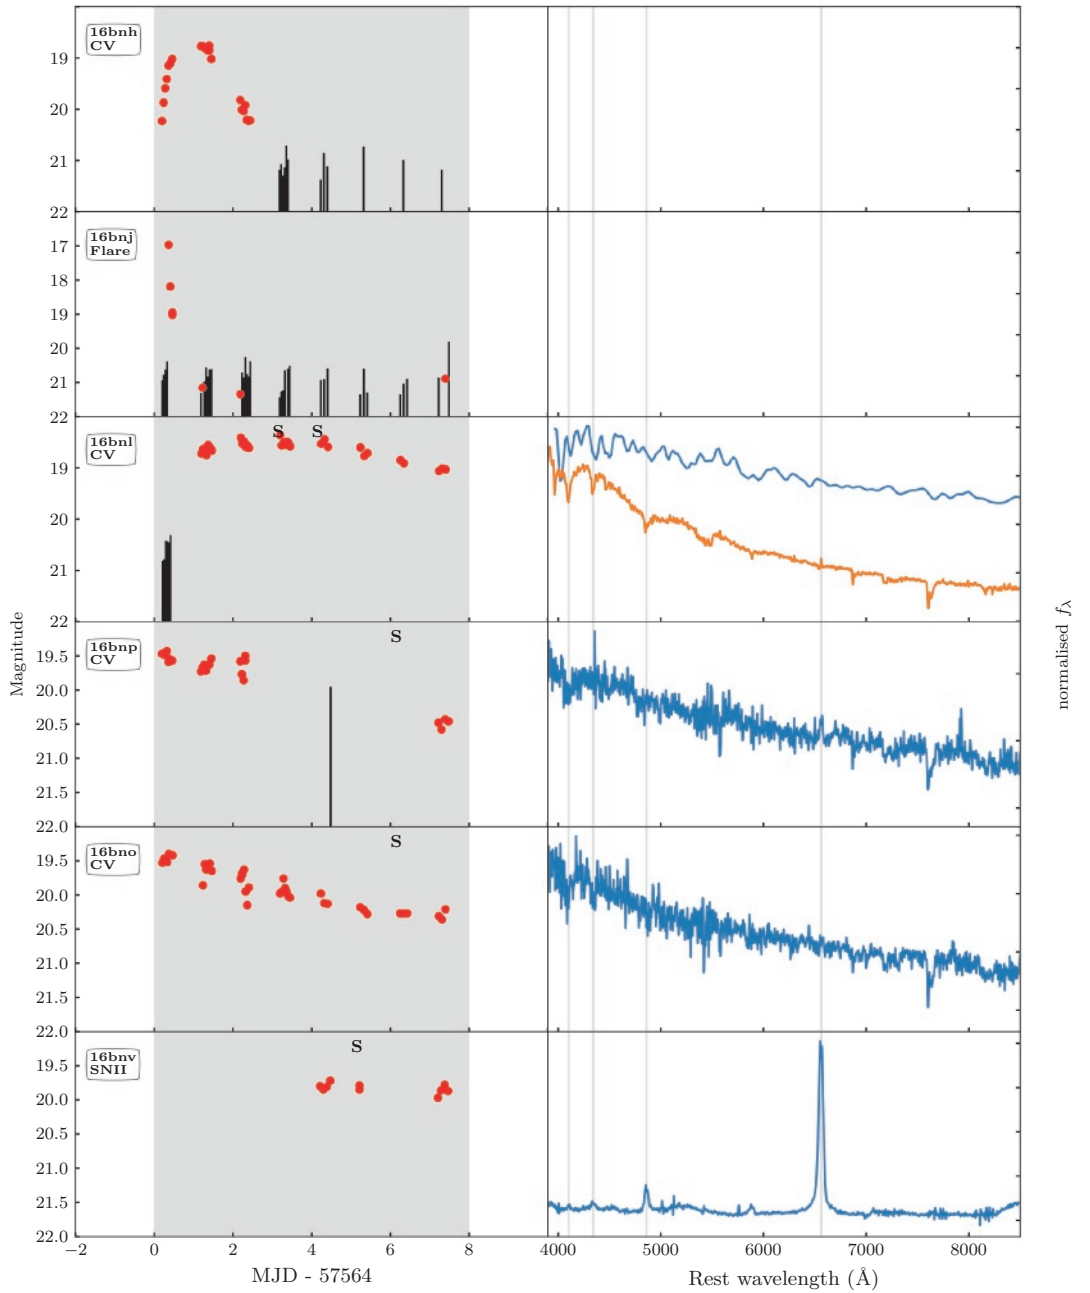 16bnh
CV
19
20
21
22
16bnj
Flare
17
18
19
20
21
22
16bnl
CV
S
S
18
19
20
21
22
Magnitude
normalised fλ
16bnp
CV
S
19.5
20.0
20.5
21.0
21.5
22.0
16bno
CV
S
19.5
20.0
20.5
21.0
21.5
22.0
16bnv
SNII
S
19.5
20.0
20.5
21.0
21.5
22.0
−2 0 2 4 6 8
4000 5000 6000 7000 8000
MJD - 57564
Rest wavelength (Å)